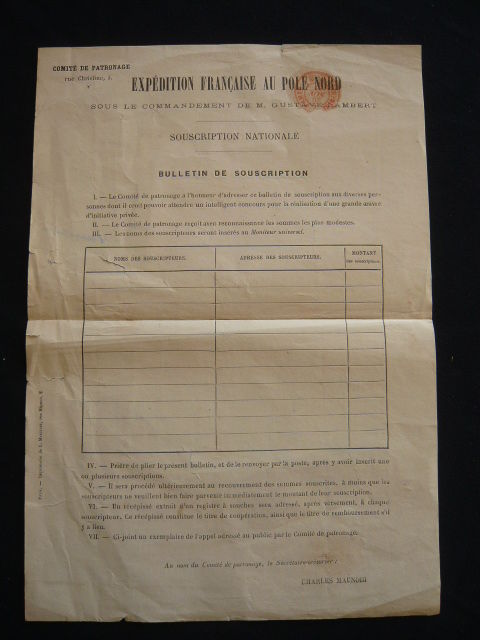 COMITÉ DE PATRONAGE
rue Christine, 3.
EXPÉDITION FRANÇAISE AU POLE NORD
SOUS LE COMMANDEMENT DE M. GUSTAVE LAMBERT
SOUSCRIPTION NATIONALE
BULLETIN DE SOUSCRIPTION
I. — Le Comité de patronage a l'honneur d'adresser ce bulletin de souscription aux diverses per-
sonnes dont il croit pouvoir attendre un intelligent concours pour la réalisation d'une grande œuvre
d'initiative privée.
II. — Le Comité de patronage reçoit avec reconnaissance les sommes les plus modestes.
III. — Les noms des souscripteurs seront insérés au Moniteur universel.
NOMS DES SOUSCRIPTEURS.
ADRESSE DES SOUSCRIPTEURS.
MONTANT
des souscriptions.
IV. — Prière de plier le présent bulletin, et de le renvoyer par la poste, après y avoir inscrit une
ou plusieurs souscriptions.
V. — Il sera procédé ultérieurement au recouvrement des sommes souscrites, à moins que les
souscripteurs ne veuillent bien faire parvenir immédiatement le montant de leur souscription.
VI. — Un récépissé extrait d'un registre à souches sera adressé, après versement, à chaque
souscripteur. Ce récépissé constitue le titre de coopération, ainsi que le titre de remboursement s'il
y a lieu.
VII. — Ci-joint un exemplaire de l'appel adressé au public par le Comité de patronage.
Au nom du Comité de patronage, le Secrétaire-trésorier :
CHARLES MAUNOIR